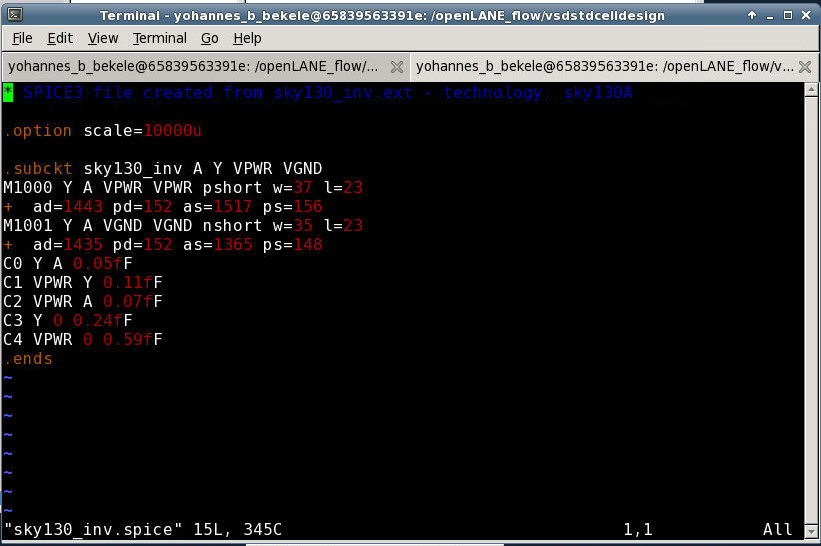 Terminal - yohannes_b_bekele@65839563391e: /openLANE_flow/vsdstdcelldesign
File Edit View Terminal Go Help
yohannes_b_bekele@65839563391e: /openLANE_flow/... yohannes_b_bekele@65839563391e: /openLANE_flow/v...
* SPICE3 file created from sky130_inv.ext - technology: sky130A
.option scale=10000u
.subckt sky130_inv A Y VPWR VGND
M1000 Y A VPWR VPWR pshort w=37 l=23
+  ad=1443 pd=152 as=1517 ps=156
M1001 Y A VGND VGND nshort w=35 l=23
+  ad=1435 pd=152 as=1365 ps=148
C0 Y A 0.05fF
C1 VPWR Y 0.11fF
C2 VPWR A 0.07fF
C3 Y 0 0.24fF
C4 VPWR 0 0.59fF
.ends
~
~
~
~
~
~
~
~
"sky130_inv.spice" 15L, 345C 1,1 All